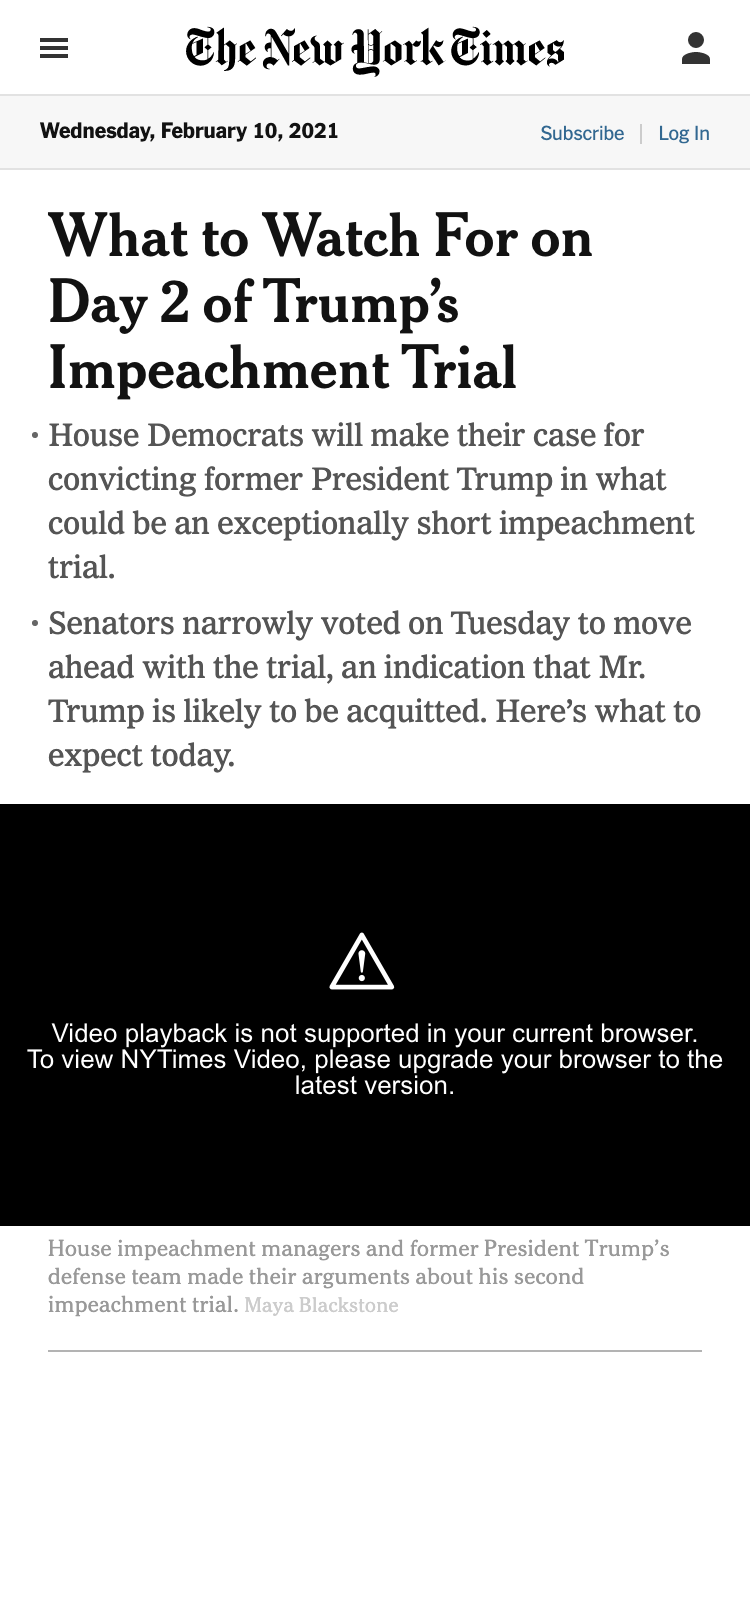 The New York Times
Wednesday, February 10, 2021
Subscribe | Log In
What to Watch For on
Day 2 of Trump’s
Impeachment Trial
• House Democrats will make their case for
convicting former President Trump in what
could be an exceptionally short impeachment
trial.
• Senators narrowly voted on Tuesday to move
ahead with the trial, an indication that Mr.
Trump is likely to be acquitted. Here’s what to
expect today.
Video playback is not supported in your current browser.
To view NYTimes Video, please upgrade your browser to the
latest version.
House impeachment managers and former President Trump’s
defense team made their arguments about his second
impeachment trial. Maya Blackstone